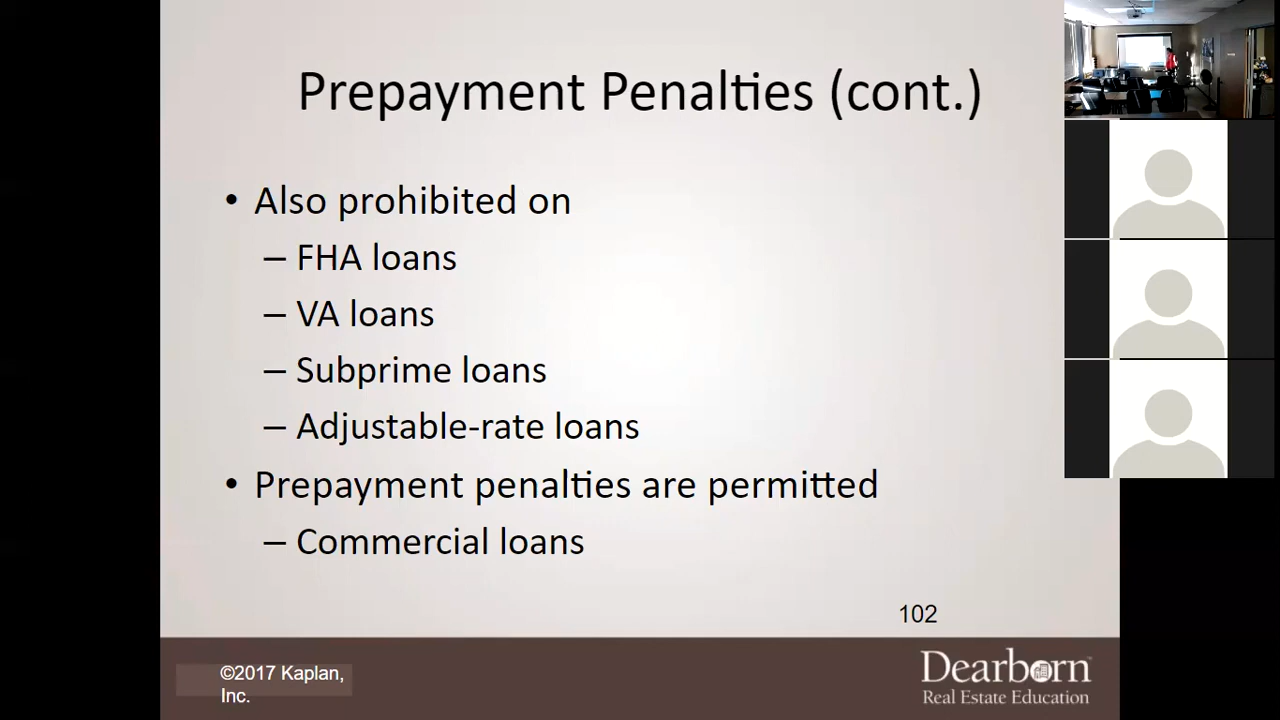 Prepayment Penalties (cont.)
• Also prohibited on
– FHA loans
– VA loans
– Subprime loans
– Adjustable-rate loans
• Prepayment penalties are permitted
– Commercial loans
102
©2017 Kaplan,
Inc.
Dearborn
Real Estate Education